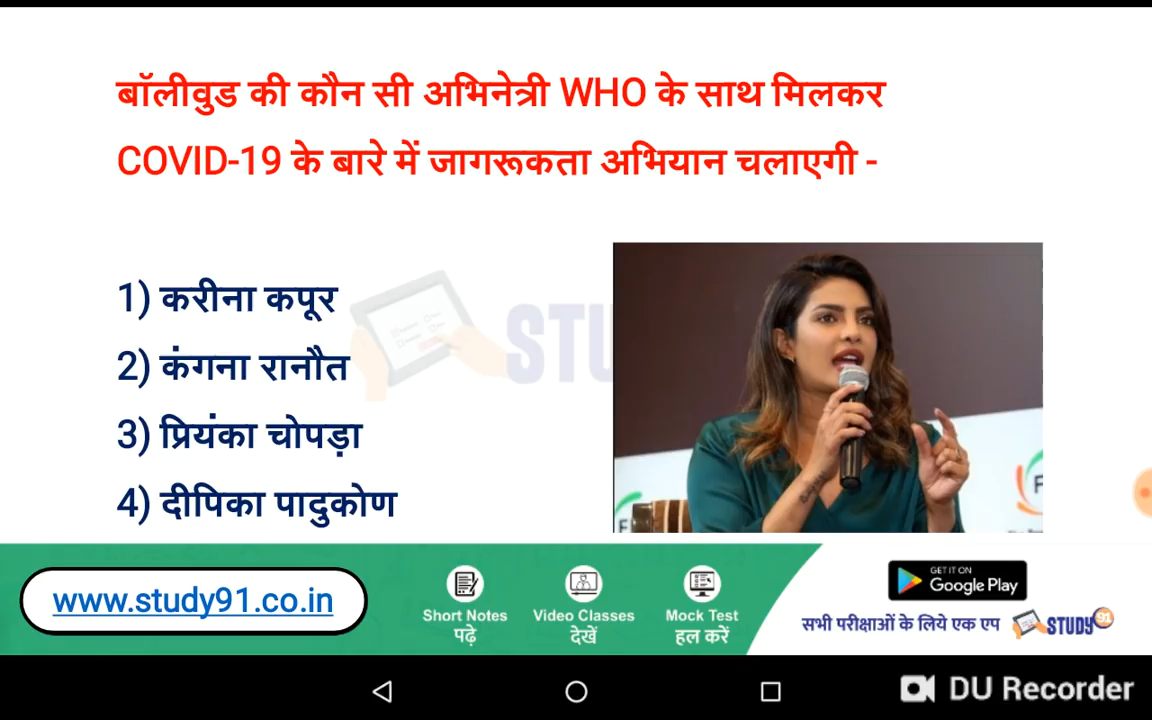 बॉलीवुड की कौन सी अभिनेत्री WHO के साथ मिलकर
COVID-19 के बारे में जागरूकता अभियान चलाएगी -
1) करीना कपूर
2) कंगना रानौत
3) प्रियंका चोपड़ा
4) दीपिका पादुकोण
STU
F
F
www.study91.co.in
Short Notes
पढ़े
Video Classes
देखें
Mock Test
हल करें
GET IT ON
Google Play
सभी परीक्षाओं के लिये एक एप
STUDY 91
DU Recorder